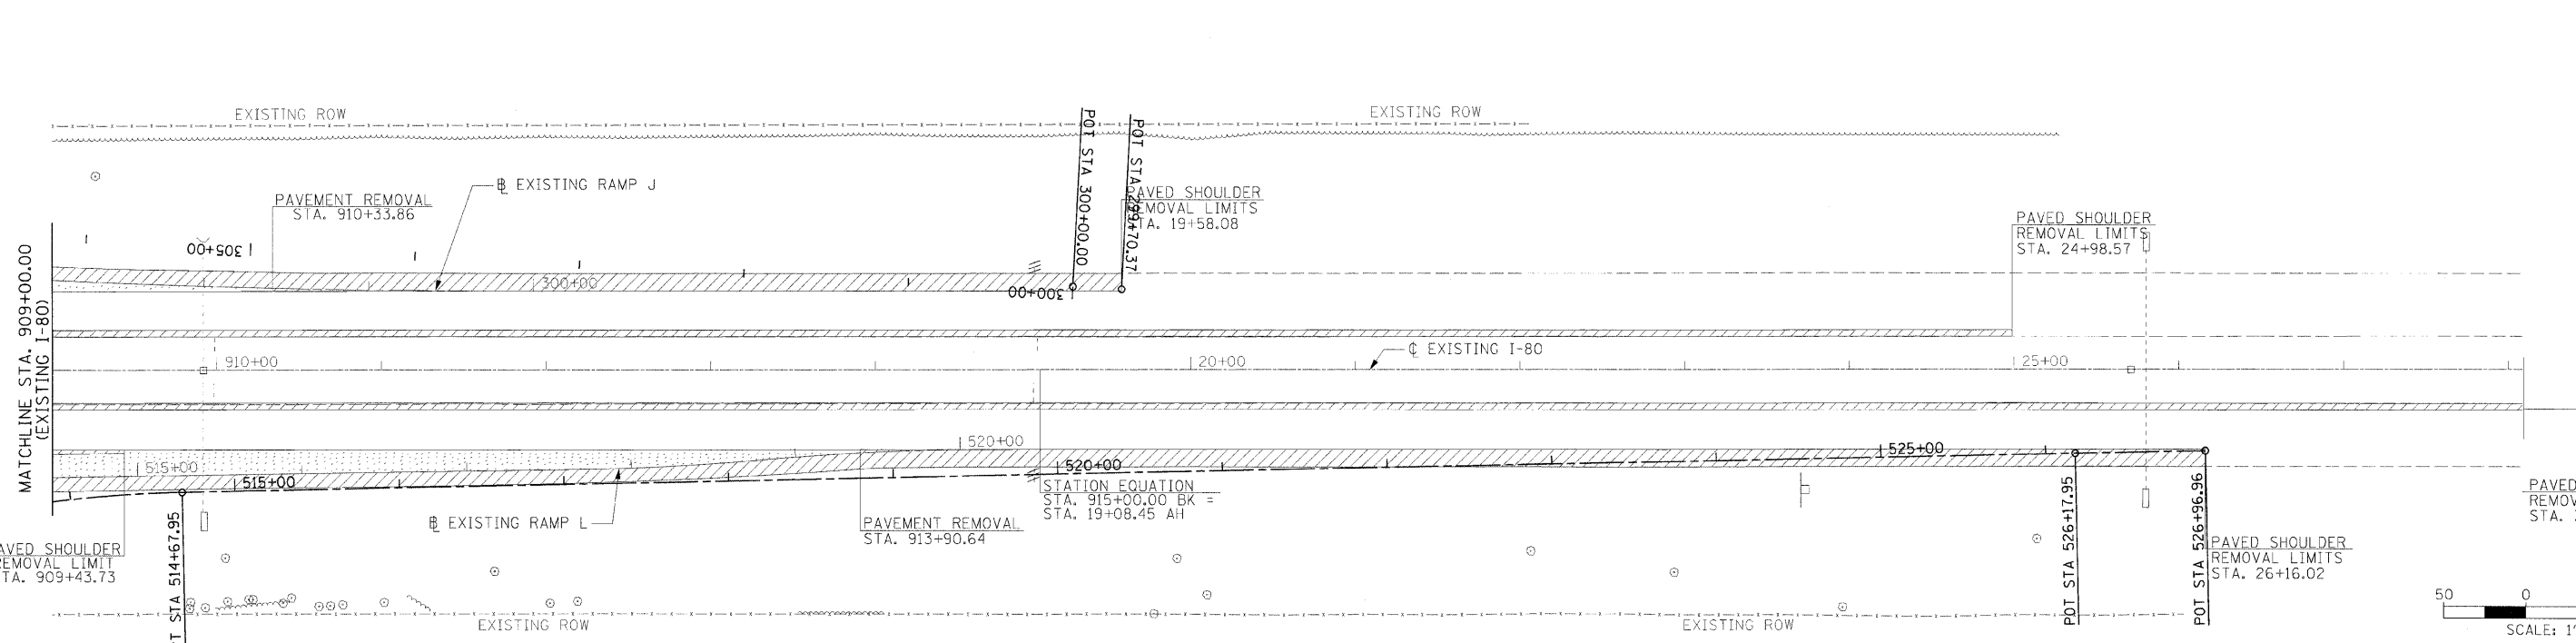 EXISTING ROW
EXISTING ROW
POT STA 300+00.00
POT STA 299+70.37
℄ EXISTING RAMP J
PAVEMENT REMOVAL
STA. 910+33.86
PAVED SHOULDER
REMOVAL LIMITS
STA. 19+58.08
PAVED SHOULDER
REMOVAL LIMITS
STA. 24+98.57
MATCHLINE STA. 909+00.00
(EXISTING I-80)
305+00
300+00
300+00
℄ EXISTING I-80
910+00
20+00
25+00
520+00
515+00
525+00
520+00
515+00
STATION EQUATION
STA. 915+00.00 BK =
STA. 19+08.45 AH
℄ EXISTING RAMP L
PAVEMENT REMOVAL
STA. 913+90.64
AVED SHOULDER
REMOVAL LIMIT
TA. 909+43.73
T STA 514+67.95
POT STA 526+17.95
POT STA 526+96.96
PAVED SHOULDER
REMOVAL LIMITS
STA. 26+16.02
PAVED
REMOV
STA.
EXISTING ROW
EXISTING ROW
50 0
SCALE: 1"